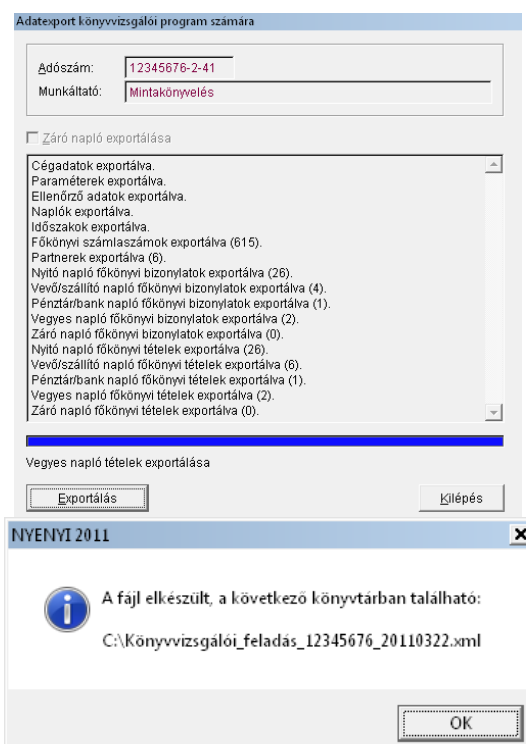 Adatexport könyvvizsgálói program számára
Adószám: 12345676-2-41
Munkáltató: Mintakönyvelés
Záró napló exportálása
Cégadatok exportálva.
Paraméterek exportálva.
Ellenőrző adatok exportálva.
Naplók exportálva.
Időszakok exportálva.
Főkönyvi számlaszámok exportálva (615).
Partnerek exportálva (6).
Nyitó napló főkönyvi bizonylatok exportálva (26).
Vevő/szállító napló főkönyvi bizonylatok exportálva (4).
Pénztár/bank napló főkönyvi bizonylatok exportálva (1).
Vegyes napló főkönyvi bizonylatok exportálva (2).
Záró napló főkönyvi bizonylatok exportálva (0).
Nyitó napló főkönyvi tételek exportálva (26).
Vevő/szállító napló főkönyvi tételek exportálva (6).
Pénztár/bank napló főkönyvi tételek exportálva (1).
Vegyes napló főkönyvi tételek exportálva (2).
Záró napló főkönyvi tételek exportálva (0).
Vegyes napló tételek exportálása
Exportálás Kilépés
NYENYI 2011
A fájl elkészült, a következő könyvtárban található:
C:\Könyvvizsgálói_feladás_12345676_20110322.xml
OK